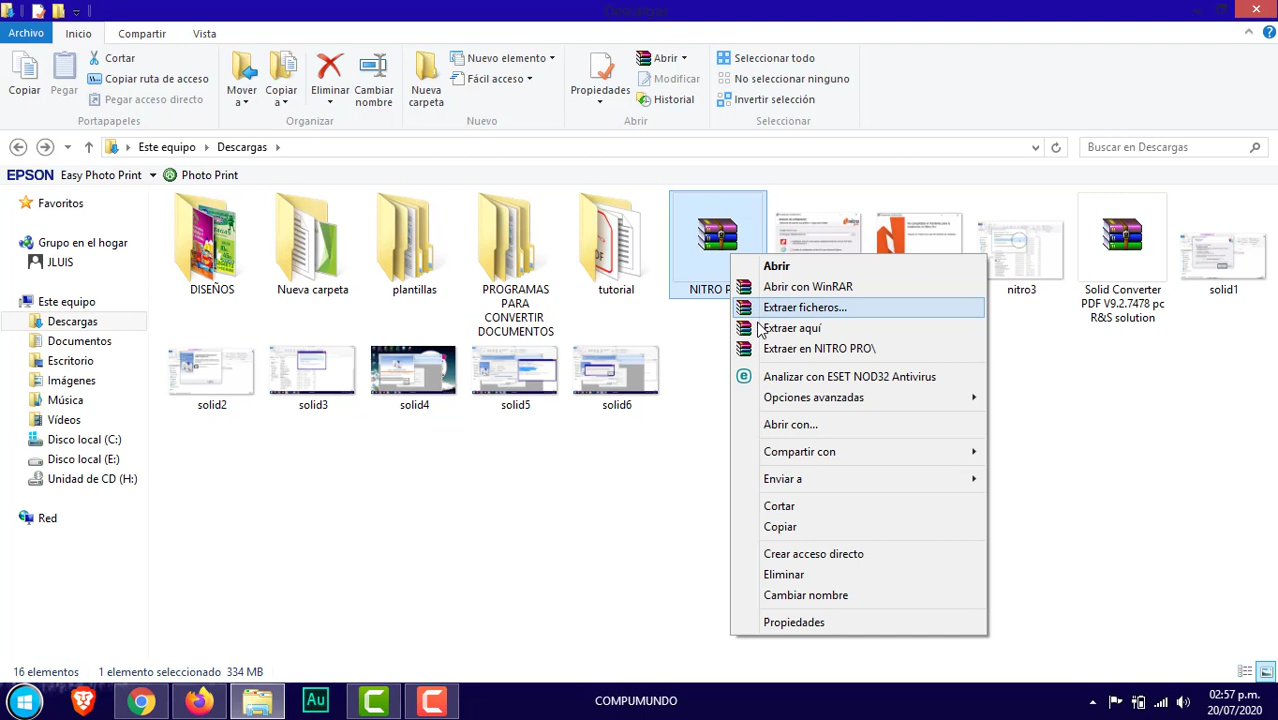 Descargas
Archivo Inicio Compartir Vista
Copiar
Pegar
Cortar
Copiar ruta de acceso
Pegar acceso directo
Portapapeles
Mover a
Copiar a
Eliminar
Cambiar nombre
Organizar
Nueva carpeta
Nuevo elemento
Fácil acceso
Nuevo
Propiedades
Abrir
Modificar
Historial
Abrir
Seleccionar todo
No seleccionar ninguno
Invertir selección
Seleccionar
Este equipo Descargas
Buscar en Descargas
EPSON Easy Photo Print Photo Print
Favoritos
Grupo en el hogar
JLUIS
Este equipo
Descargas
Documentos
Escritorio
Imágenes
Música
Vídeos
Disco local (C:)
Disco local (E:)
Unidad de CD (H:)
Red
DISEÑOS
Nueva carpeta
plantillas
PROGRAMAS
PARA
CONVERTIR
DOCUMENTOS
tutorial
NITRO P
nitro3
Solid Converter
PDF V9.2.7478 pc
R&S solution
solid1
solid2
solid3
solid4
solid5
solid6
Abrir
Abrir con WinRAR
Extraer ficheros...
Extraer aquí
Extraer en NITRO PRO\
Analizar con ESET NOD32 Antivirus
Opciones avanzadas
Abrir con...
Compartir con
Enviar a
Cortar
Copiar
Crear acceso directo
Eliminar
Cambiar nombre
Propiedades
16 elementos 1 elemento seleccionado 334 MB
Au
COMPUMUNDO
02:57 p.m.
20/07/2020